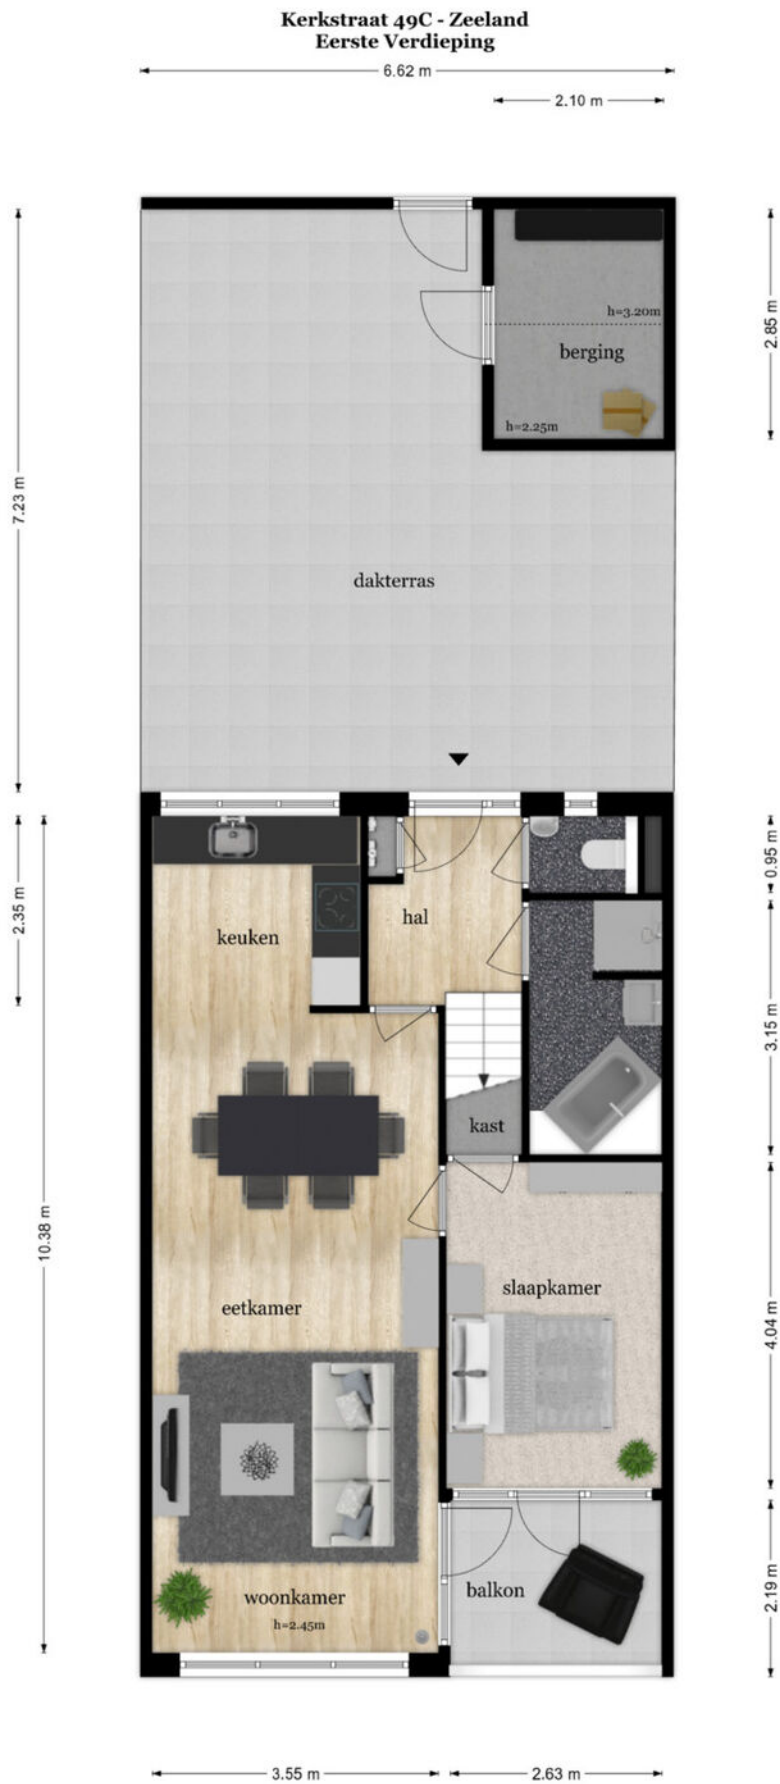 Kerkstraat 49C - Zeeland
Eerste Verdieping
6.62 m
2.10 m
h=3.20m
berging
h=2.25m
2.85 m
7.23 m
dakterras
2.35 m
keuken
hal
0.95 m
3.15 m
kast
10.38 m
slaapkamer
eetkamer
4.04 m
woonkamer
h=2.45m
balkon
2.19 m
3.55 m
2.63 m